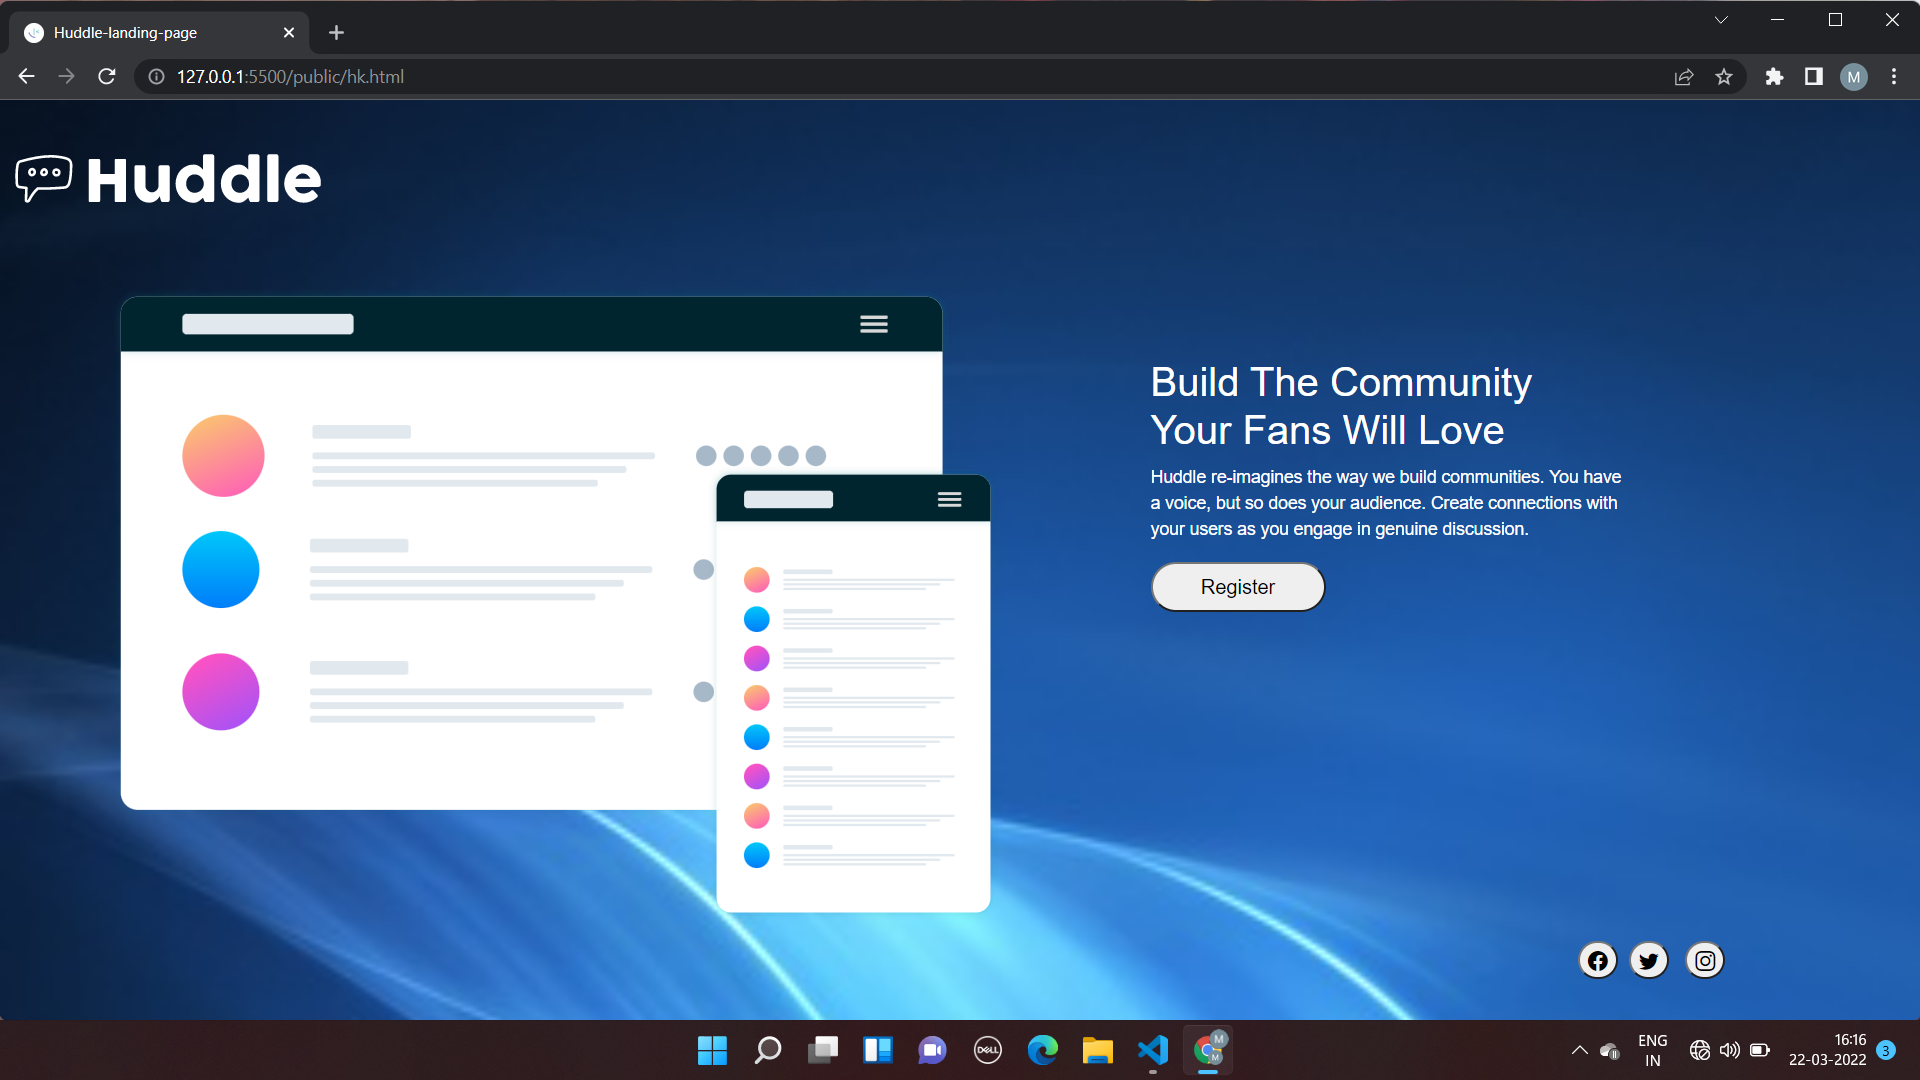 Huddle-landing-page
127.0.0.1:5500/public/hk.html
M
Huddle
Build The Community
Your Fans Will Love
Huddle re-imagines the way we build communities. You have
a voice, but so does your audience. Create connections with
your users as you engage in genuine discussion.
Register
DELL
M
M
ENG
IN
16:16
22-03-2022
3